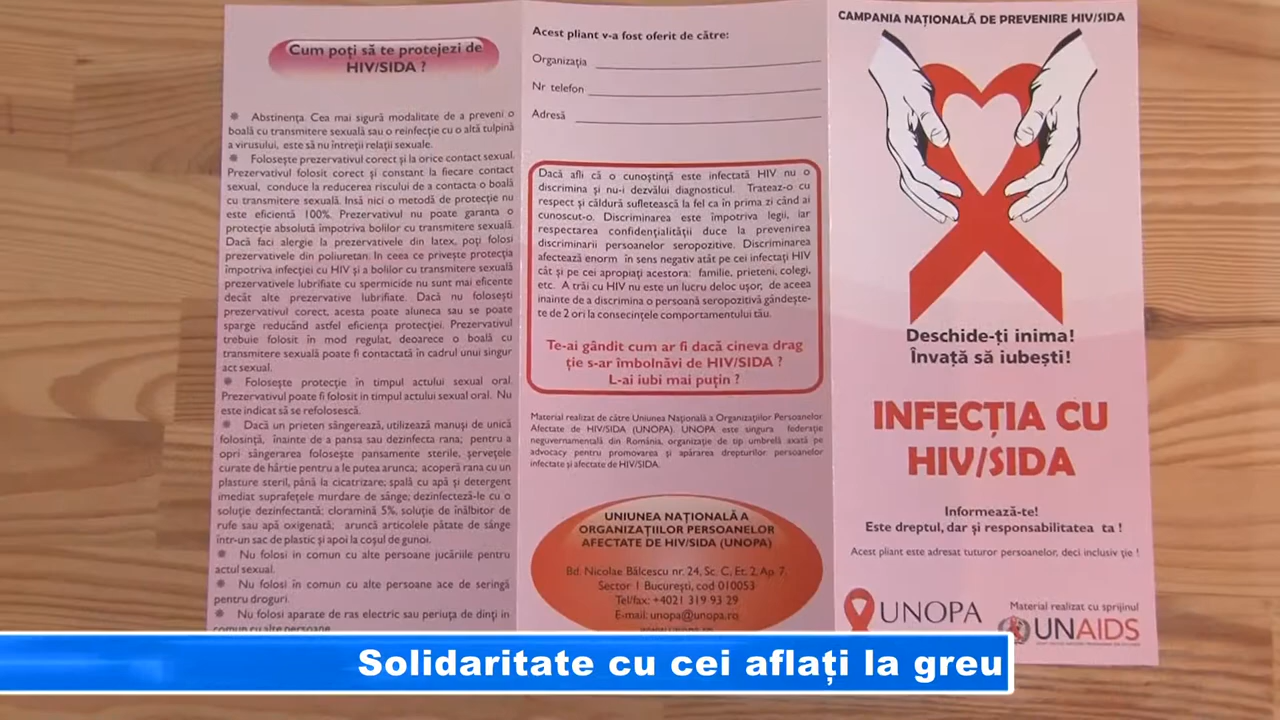 Cum poți să te protejezi de
HIV/SIDA ?
Abstinența. Cea mai sigură modalitate de a preveni o
boală cu transmitere sexuală sau o reinfecție cu o altă tulpină
a virusului, este să nu întreții relații sexuale.
Folosește prezervativul corect și la orice contact sexual.
Prezervativul folosit corect și constant la fiecare contact
sexual, conduce la reducerea riscului de a contacta o boală
cu transmitere sexuală. Insă nici o metodă de protecție nu
este eficientă 100%. Prezervativul nu poate garanta o
protecție absolută împotriva bolilor cu transmitere sexuală.
Dacă faci alergie la prezervativele din latex, poți folosi
prezervativele din poliuretan. In ceea ce privește protecția
împotriva infecției cu HIV și a bolilor cu transmitere sexuală
prezervativele lubrifiate cu spermicide nu sunt mai eficente
decât alte prezervative lubrifiate. Dacă nu folosești
prezervativul corect, acesta poate aluneca sau se poate
sparge reducând astfel eficiența protecției. Prezervativul
trebuie folosit în mod regulat, deoarece o boală cu
transmitere sexuală poate fi contactată în cadrul unui singur
act sexual.
Folosește protecție în timpul actului sexual oral.
Prezervativul poate fi folosit in timpul actului sexual oral. Nu
este indicat să se refolosescă.
Dacă un prieten sângerează, utilizează manuși de unică
folosință, înainte de a pansa sau dezinfecta rana; pentru a
opri sângerarea folosește pansamente sterile, șervețele
curate de hârtie pentru a le putea arunca; acoperă rana cu un
plasture steril, până la cicatrizare; spală cu apă și detergent
imediat suprafețele murdare de sânge; dezinfectează-le cu o
soluție dezinfectantă: cloramină 5%, soluție de înălbitor de
rufe sau apă oxigenată; aruncă articolele pătate de sânge
într-un sac de plastic și apoi la coșul de gunoi.
Nu folosi in comun cu alte persoane jucăriile pentru
actul sexual.
Nu folosi în comun cu alte persoane ace de seringă
pentru droguri.
Nu folosi aparate de ras electric sau periuța de dinți in
comun cu alte persoane
Acest pliant v-a fost oferit de către:
Organizația
Nr telefon
Adresă
Dacă afli că o cunoștință este infectată HIV nu o
discrimina și nu-i dezvălui diagnosticul. Trateaz-o cu
respect și căldură sufletească la fel ca în prima zi când ai
cunoscut-o. Discriminarea este împotriva legii, iar
respectarea confidențialității duce la prevenirea
discriminării persoanelor seropozitive. Discriminarea
afectează enorm în sens negativ atât pe cei infectați HIV
cât și pe cei apropiați acestora: familie, prieteni, colegi,
etc. A trăi cu HIV nu este un lucru deloc ușor, de aceea
inainte de a discrimina o persoană seropozitivă gândește-
te de 2 ori la consecințele comportamentului tău.
Te-ai gândit cum ar fi dacă cineva drag
ție s-ar îmbolnăvi de HIV/SIDA ?
L-ai iubi mai puțin ?
Material realizat de către Uniunea Națională a Organizațiilor Persoanelor
Afectate de HIV/SIDA (UNOPA). UNOPA este singura federație
neguvernamentală din România, organizație de tip umbrelă axată pe
advocacy pentru promovarea și apărarea drepturilor persoanelor
infectate și afectate de HIV/SIDA.
UNIUNEA NAȚIONALĂ A
ORGANIZAȚIILOR PERSOANELOR
AFECTATE DE HIV/SIDA (UNOPA)
Bd. Nicolae Bălcescu nr. 24, Sc. C, Et. 2, Ap. 7,
Sector 1 București, cod 010053
Tel/fax: +4021 319 93 29
E-mail: unopa@unopa.ro
CAMPANIA NAȚIONALĂ DE PREVENIRE HIV/SIDA
Deschide-ți inima!
Învață să iubești!
INFECȚIA CU
HIV/SIDA
Informează-te!
Este dreptul, dar și responsabilitatea ta !
Acest pliant este adresat tuturor persoanelor, deci inclusiv ție !
UNOPA
Material realizat cu sprijinul
UNAIDS
Solidaritate cu cei aflați la greu